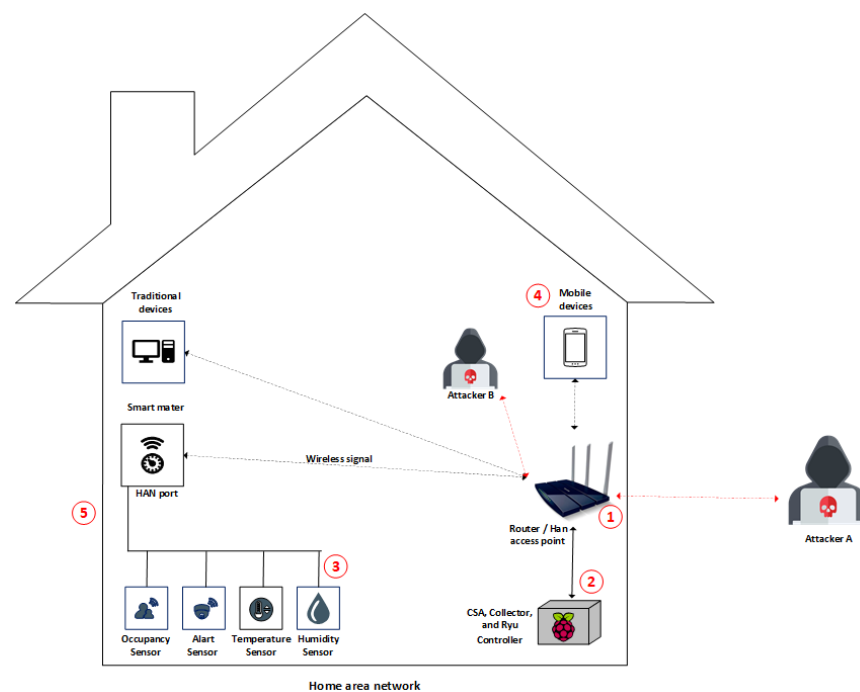 Traditional
devices
4
Mobile
devices
Attacker B
Smart mater
Wireless signal
HAN port
5
Router / Han
access point
1
Attacker A
3
2
CSA, Collector,
and Ryu
Controller
Occupancy
Sensor
Alart
Sensor
Temperature
Sensor
Humidity
Sensor
Home area network